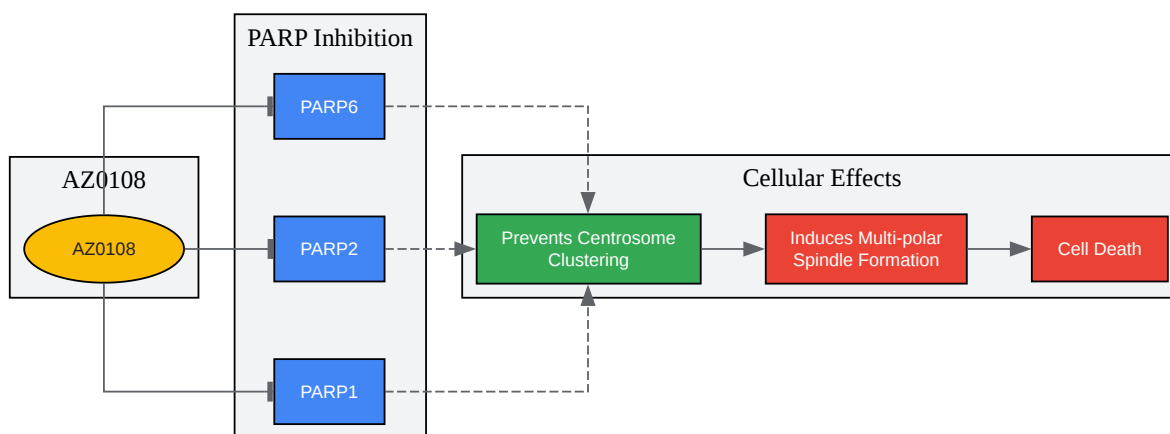 AZ0108
AZ0108
PARP Inhibition
PARP6
PARP2
PARP1
Cellular Effects
Prevents Centrosome
Clustering
Induces Multi-polar
Spindle Formation
Cell Death